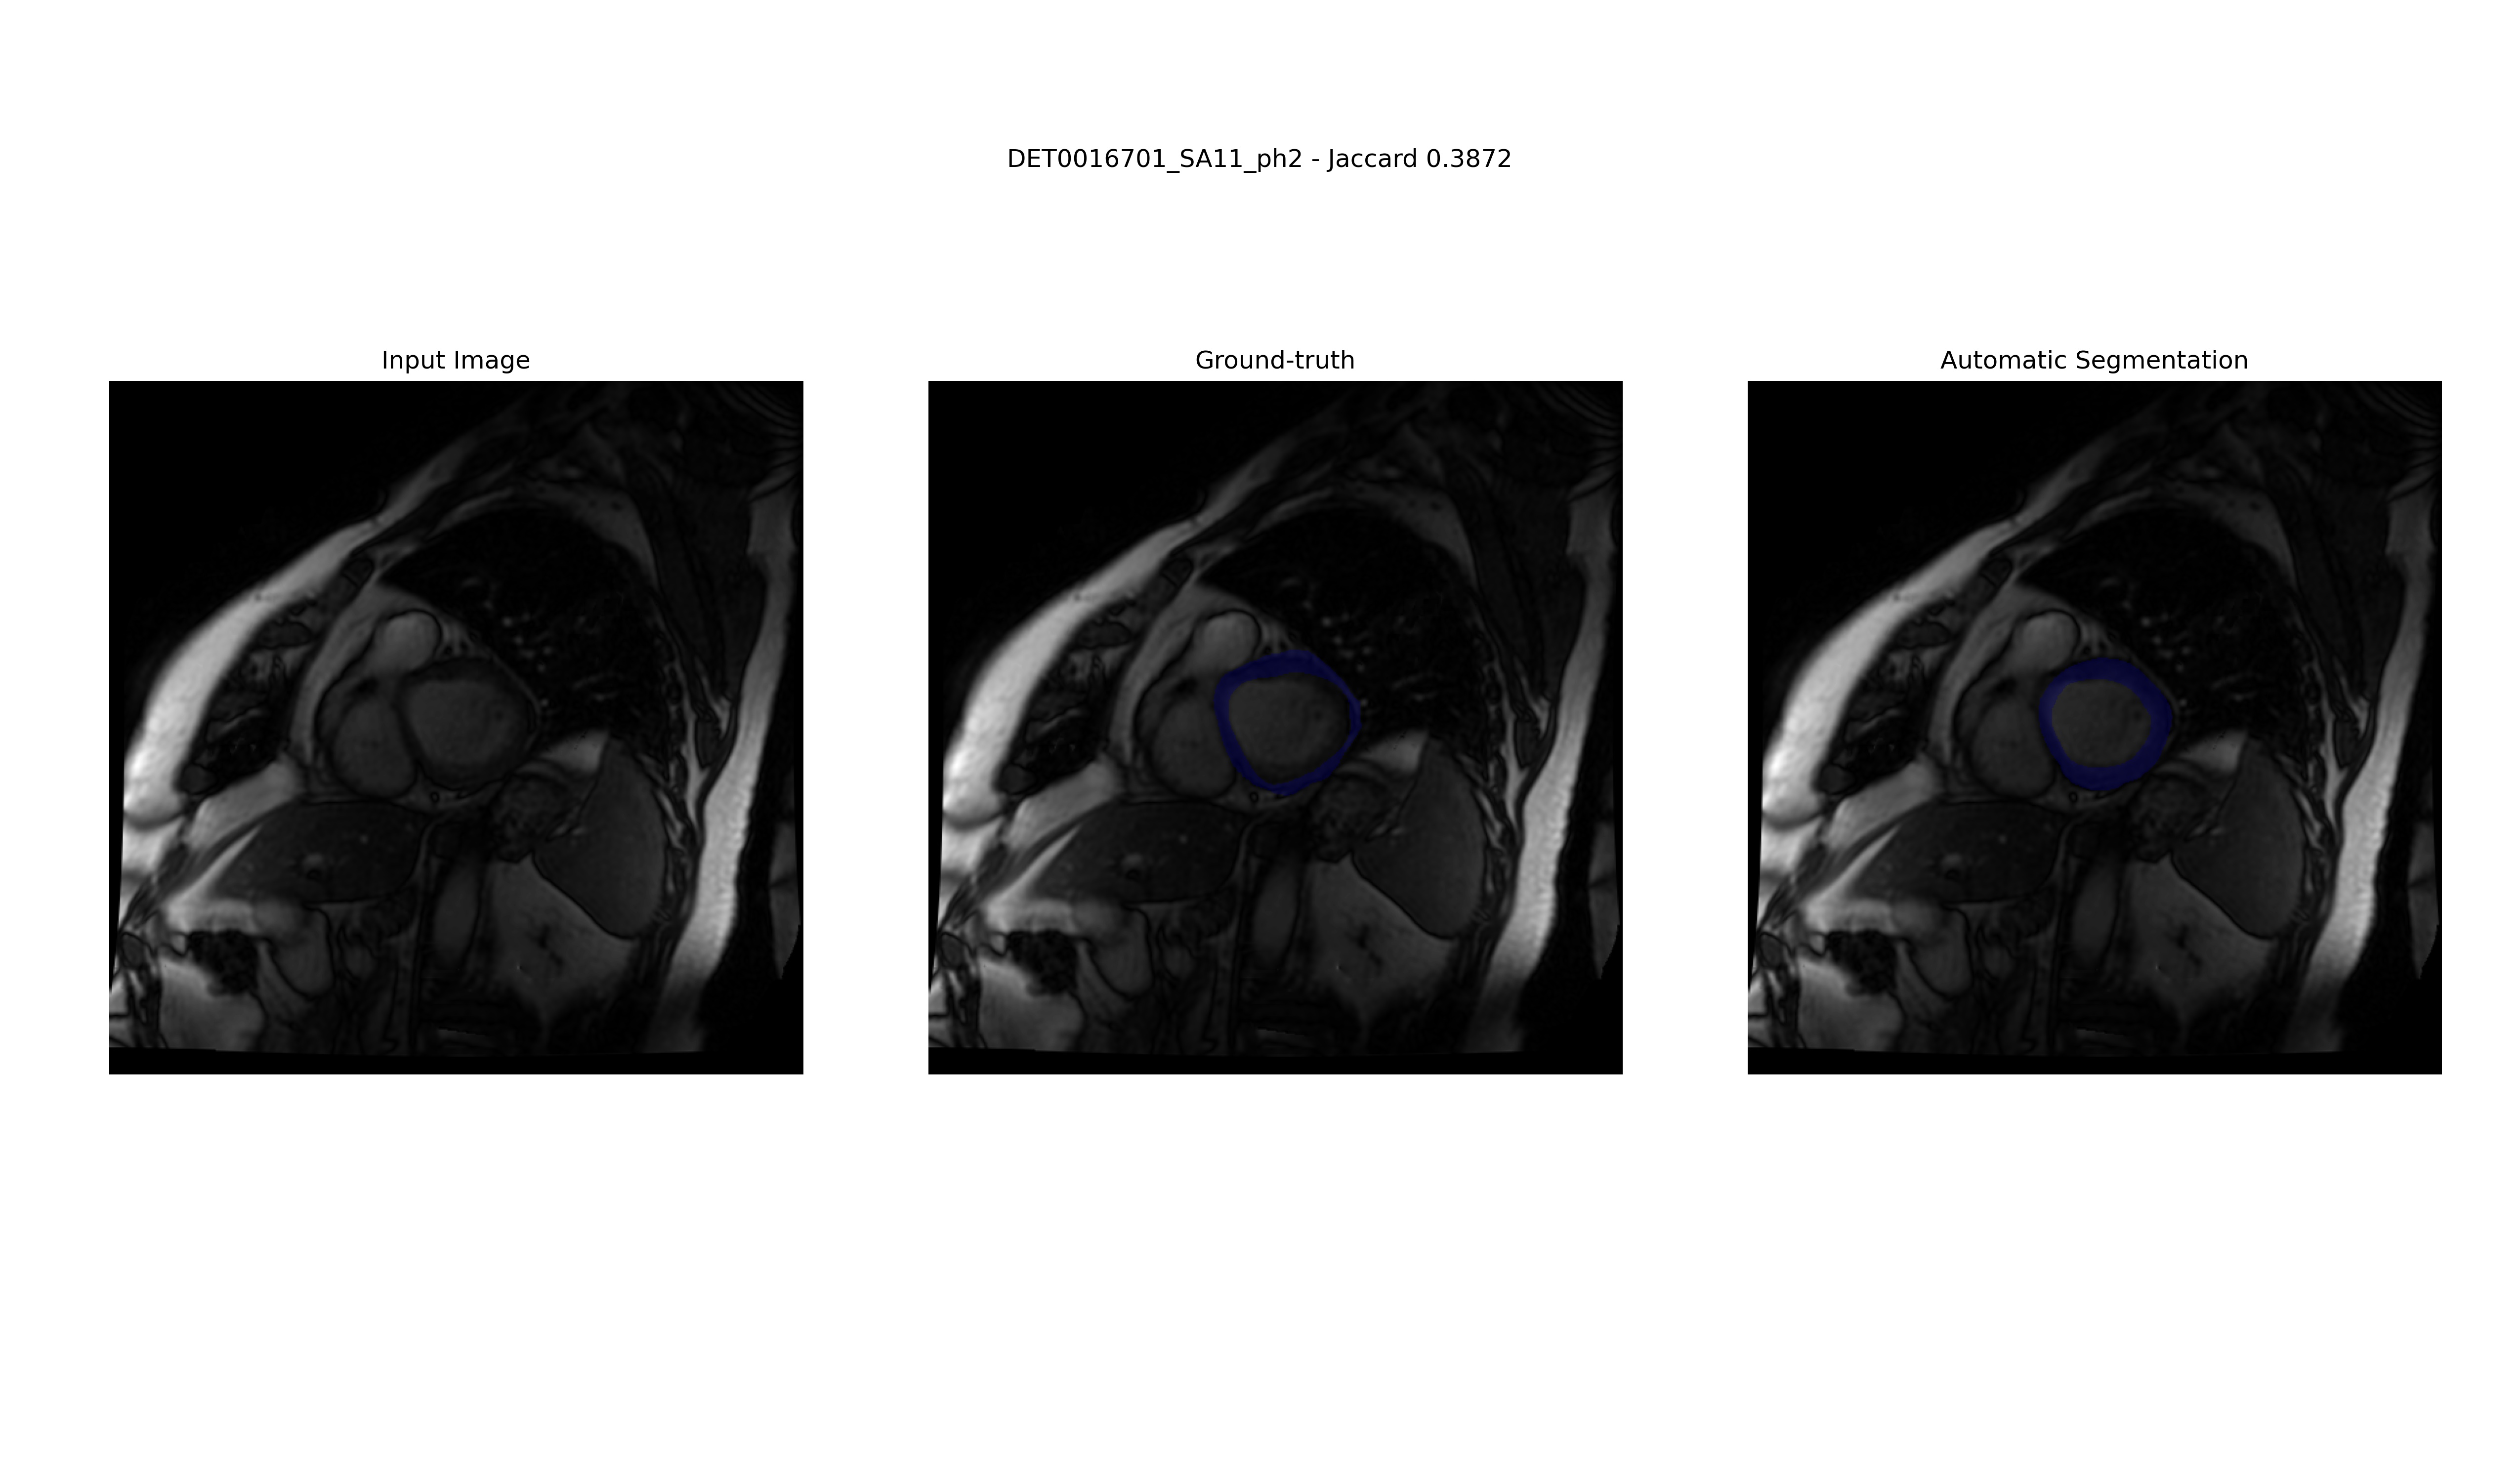 DET0016701_SA11_ph2 - Jaccard 0.3872
Input Image
Ground-truth
Automatic Segmentation